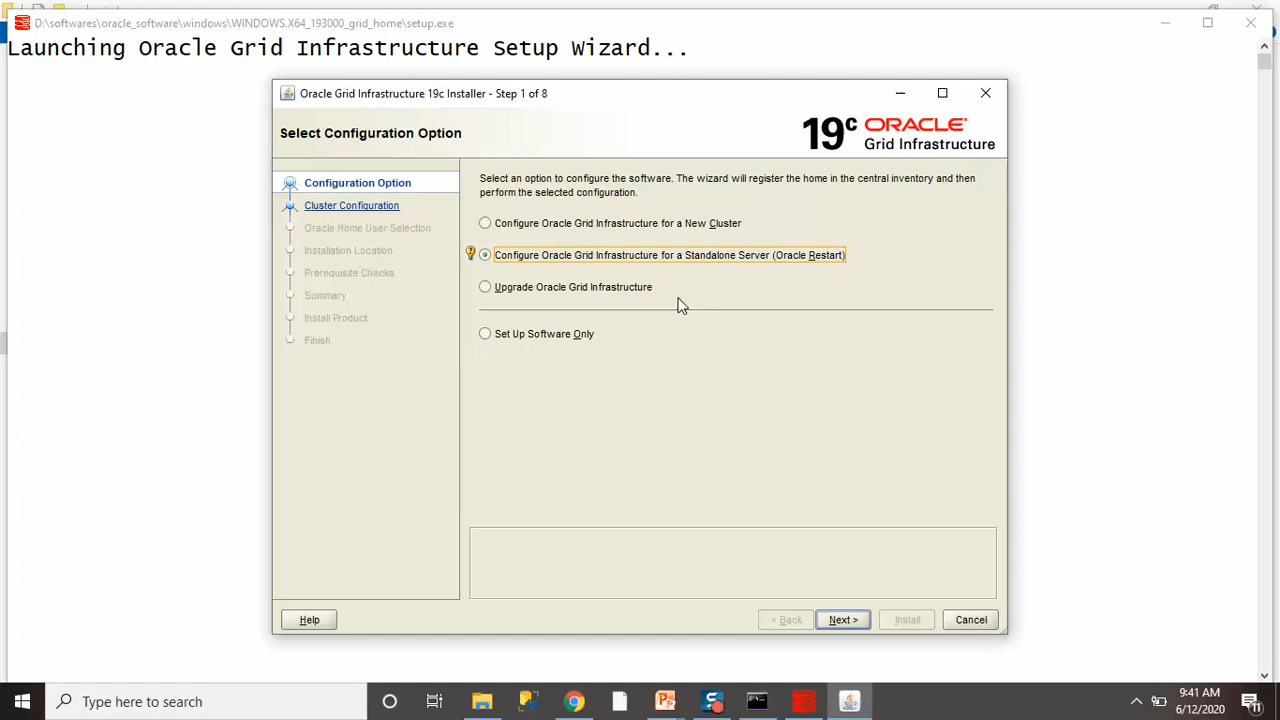 D:\softwares\oracle_software\windows\WINDOWS.X64_193000_grid_home\setup.exe
Launching Oracle Grid Infrastructure Setup Wizard...
Oracle Grid Infrastructure 19c Installer - Step 1 of 8
Select Configuration Option
19c ORACLE
Grid Infrastructure
Configuration Option
Cluster Configuration
Oracle Home User Selection
Installation Location
Prerequisite Checks
Summary
Install Product
Finish
Select an option to configure the software. The wizard will register the home in the central inventory and then
perform the selected configuration.
Configure Oracle Grid Infrastructure for a New Cluster
Configure Oracle Grid Infrastructure for a Standalone Server (Oracle Restart)
Upgrade Oracle Grid Infrastructure
Set Up Software Only
Help
< Back
Next >
Install
Cancel
Type here to search
9:41 AM
6/12/2020
11